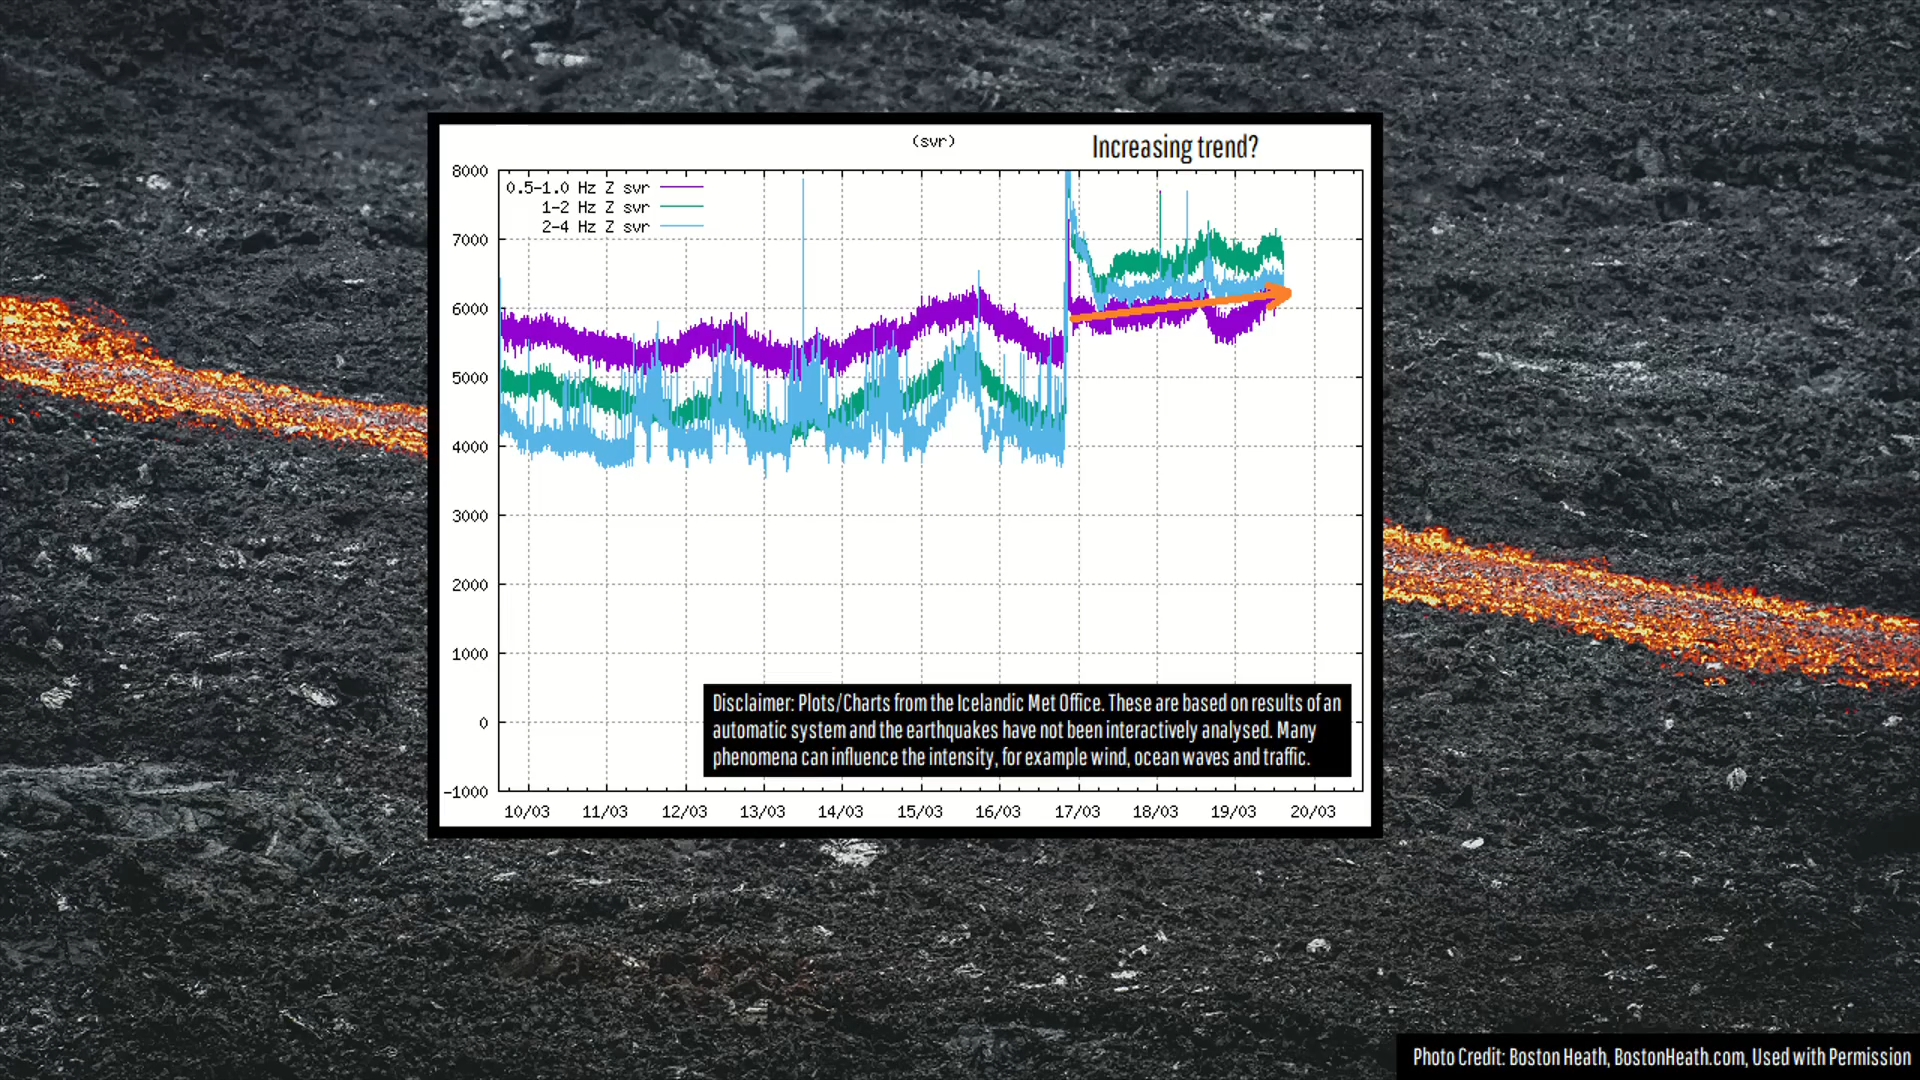 (svr)
Increasing trend?
8000
0.5-1.0 Hz Z svr
1-2 Hz Z svr
2-4 Hz Z svr
7000
6000
5000
4000
3000
2000
1000
0
-1000
Disclaimer: Plots/Charts from the Icelandic Met Office. These are based on results of an
automatic system and the earthquakes have not been interactively analysed. Many
phenomena can influence the intensity, for example wind, ocean waves and traffic.
10/03 11/03 12/03 13/03 14/03 15/03 16/03 17/03 18/03 19/03 20/03
Photo Credit: Boston Heath, BostonHeath.com, Used with Permission